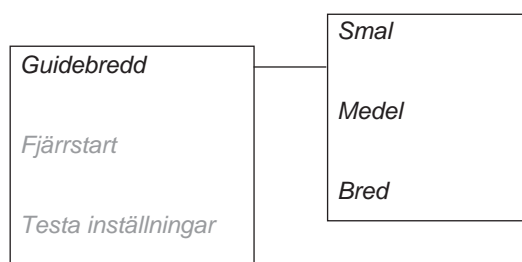 Guidebredd
Fjärrstart
Testa inställningar
Smal
Medel
Bred